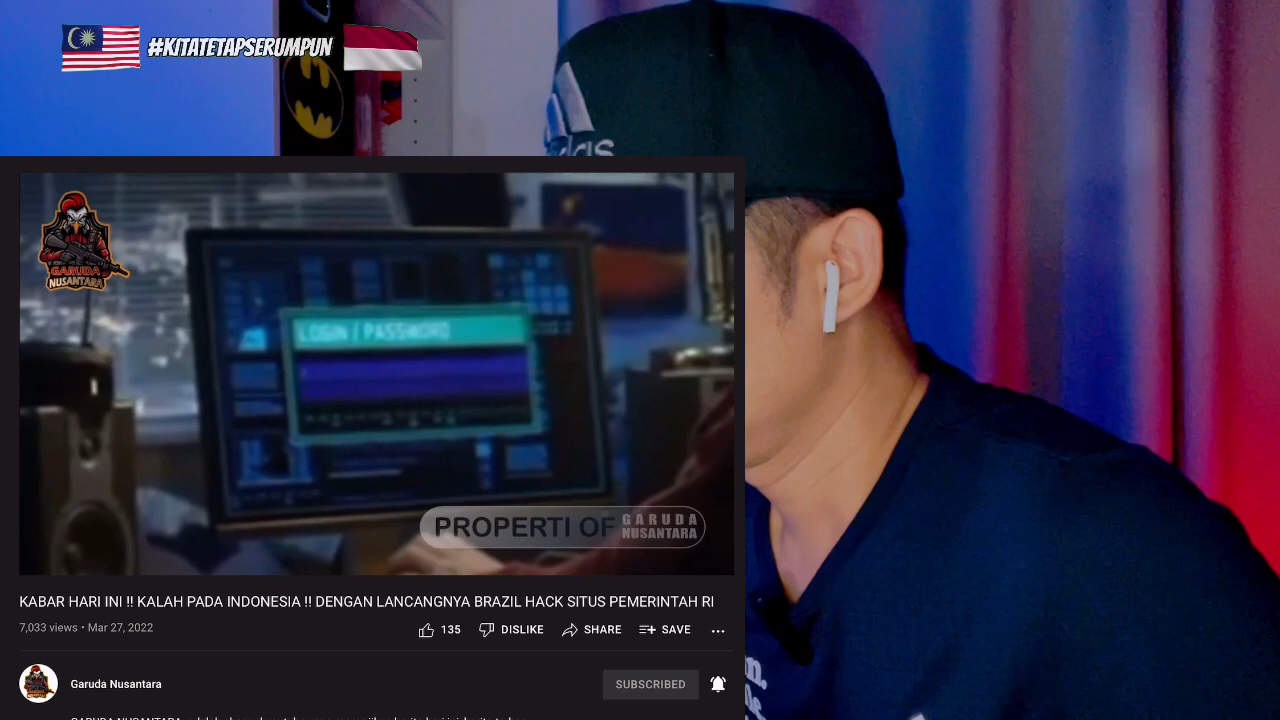 #KITATETAPSERUMPUN
adidas
GARUDA
NUSANTARA
LOGIN / PASSWORD
PROPERTI OF GARUDA
NUSANTARA
KABAR HARI INI !! KALAH PADA INDONESIA !! DENGAN LANCANGNYA BRAZIL HACK SITUS PEMERINTAH RI
7,033 views • Mar 27, 2022
135 DISLIKE SHARE SAVE
Garuda Nusantara
SUBSCRIBED